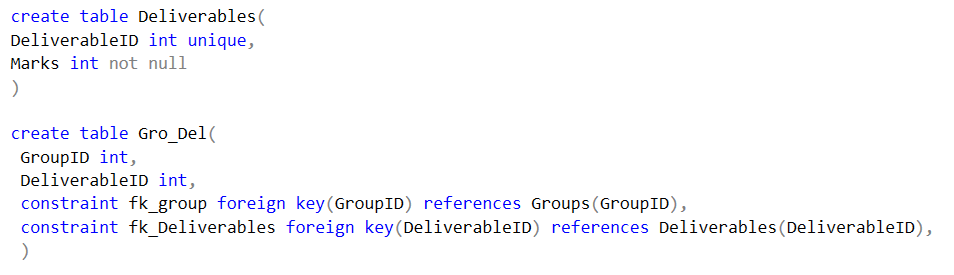 create table Deliverables(
DeliverableID int unique,
Marks int not null
)
create table Gro_Del(
GroupID int,
DeliverableID int,
constraint fk_group foreign key(GroupID) references Groups(GroupID),
constraint fk_Deliverables foreign key(DeliverableID) references Deliverables(DeliverableID),
)